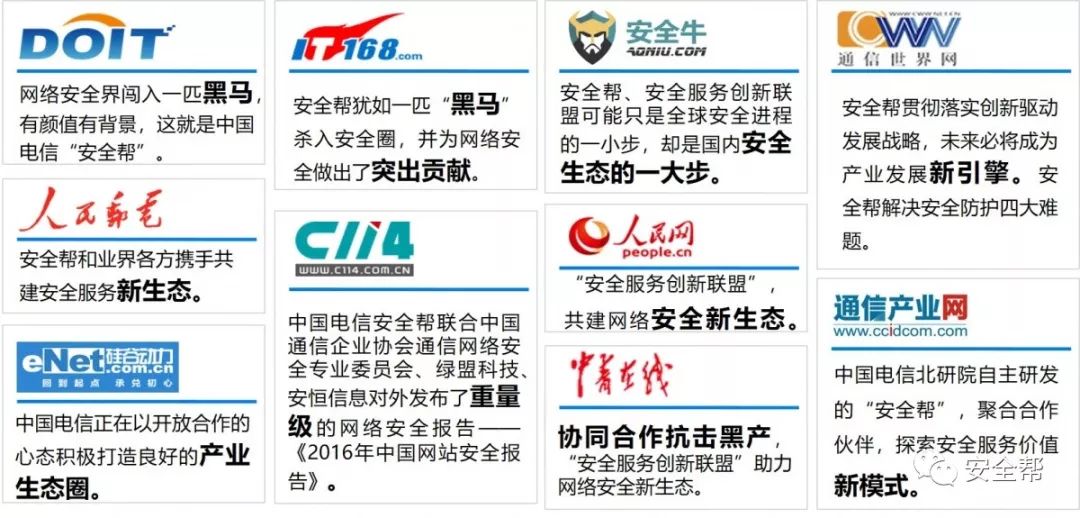 DOIT
网络安全界闯入一匹黑马，
有颜值有背景，这就是中国
电信“安全帮”。
人民邮电
安全帮和业界各方携手共
建安全服务新生态。
eNet硅谷动力
.com.cn
回到起点 承兑初心
中国电信正在以开放合作的
心态积极打造良好的产业
生态圈。
IT168.com
安全帮犹如一匹“黑马”
杀入安全圈，并为网络安
全做出了突出贡献。
C114
WWW.C114.COM.CN
中国电信安全帮联合中国
通信企业协会通信网络安
全专业委员会、绿盟科技、
安恒信息对外发布了重量
级的网络安全报告——
《2016年中国网站安全报
告》。
安全牛
AQNIU.COM
安全帮、安全服务创新联
盟可能只是全球安全进程
的一小步，却是国内安全
生态的一大步。
人民网
people.cn
“安全服务创新联盟”，
共建网络安全新生态。
中青在线
协同合作抗击黑产，
“安全服务创新联盟”助力
网络安全新生态。
WWW.CWW.NET.CN
CWW
通信世界网
安全帮贯彻落实创新驱动
发展战略，未来必将成为
产业发展新引擎。安
全帮解决安全防护四大难
题。
通信产业网
www.ccidcom.com
中国电信北研院自主研发
的“安全帮”，聚合合作
伙伴，探索安全服务价值
新模式。
安全帮